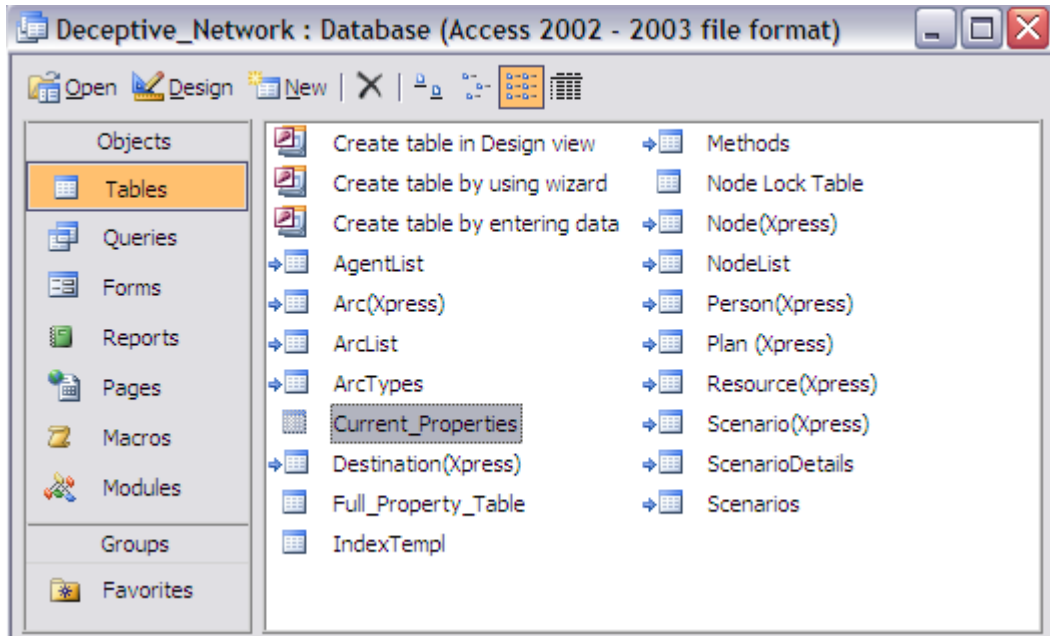 Deceptive_Network : Database (Access 2002 - 2003 file format)
Open Design New
Objects
Tables
Queries
Forms
Reports
Pages
Macros
Modules
Groups
Favorites
Create table in Design view
Create table by using wizard
Create table by entering data
AgentList
Arc(Xpress)
ArcList
ArcTypes
Current_Properties
Destination(Xpress)
Full_Property_Table
IndexTempl
Methods
Node Lock Table
Node(Xpress)
NodeList
Person(Xpress)
Plan (Xpress)
Resource(Xpress)
Scenario(Xpress)
ScenarioDetails
Scenarios